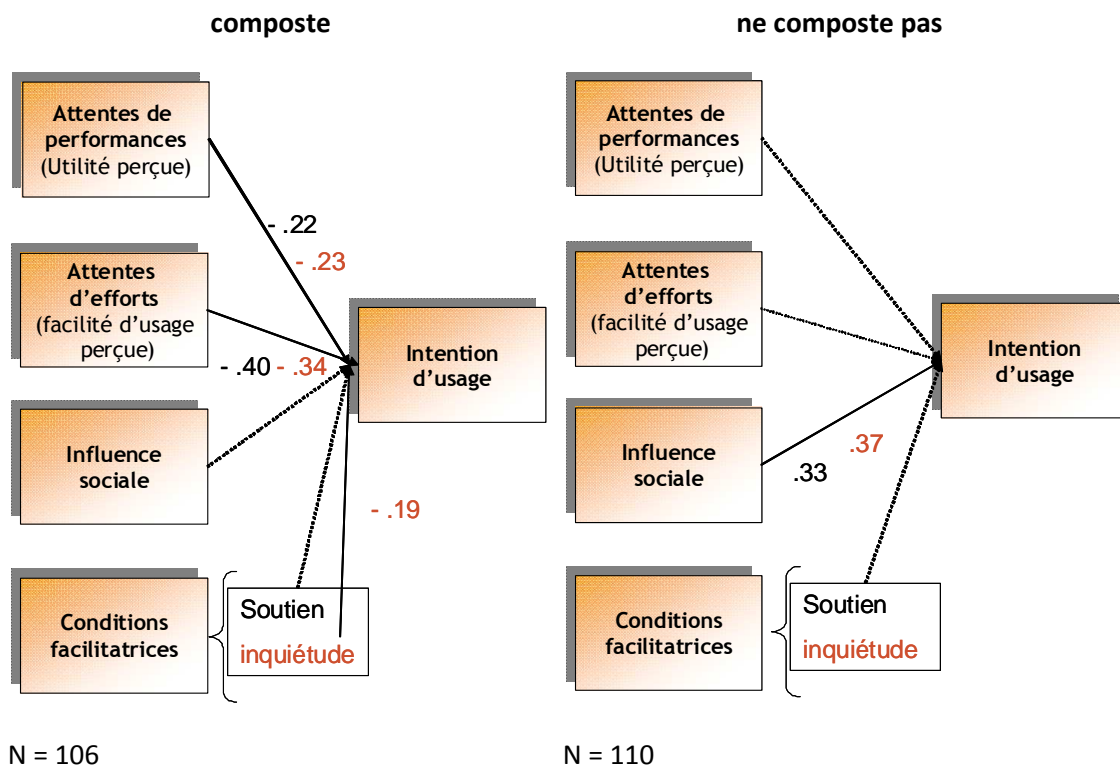 composte
Attentes de
performances
(Utilité perçue)
- .22
- .23
Attentes
d’efforts
(facilité d’usage
perçue)
- .40 - .34
Intention
d’usage
Influence
sociale
- .19
Conditions
facilitatrices
Soutien
inquiétude
N = 106
ne composte pas
Attentes de
performances
(Utilité perçue)
Attentes
d’efforts
(facilité d’usage
perçue)
Intention
d’usage
Influence
sociale
.37
.33
Conditions
facilitatrices
Soutien
inquiétude
N = 110